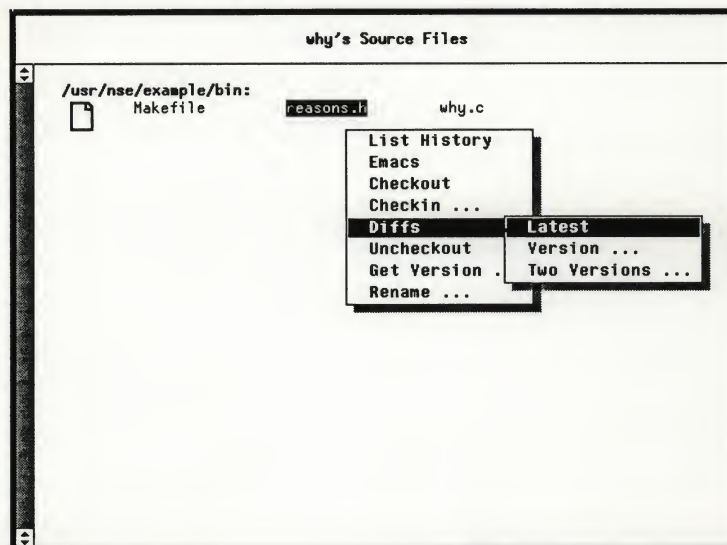 why's Source Files
/usr/nse/example/bin:
Makefile reasons.h why.c
List History
Emacs
Checkout
Checkin ...
Diffs Latest
Uncheckout Version ...
Get Version . Two Versions ...
Rename ...